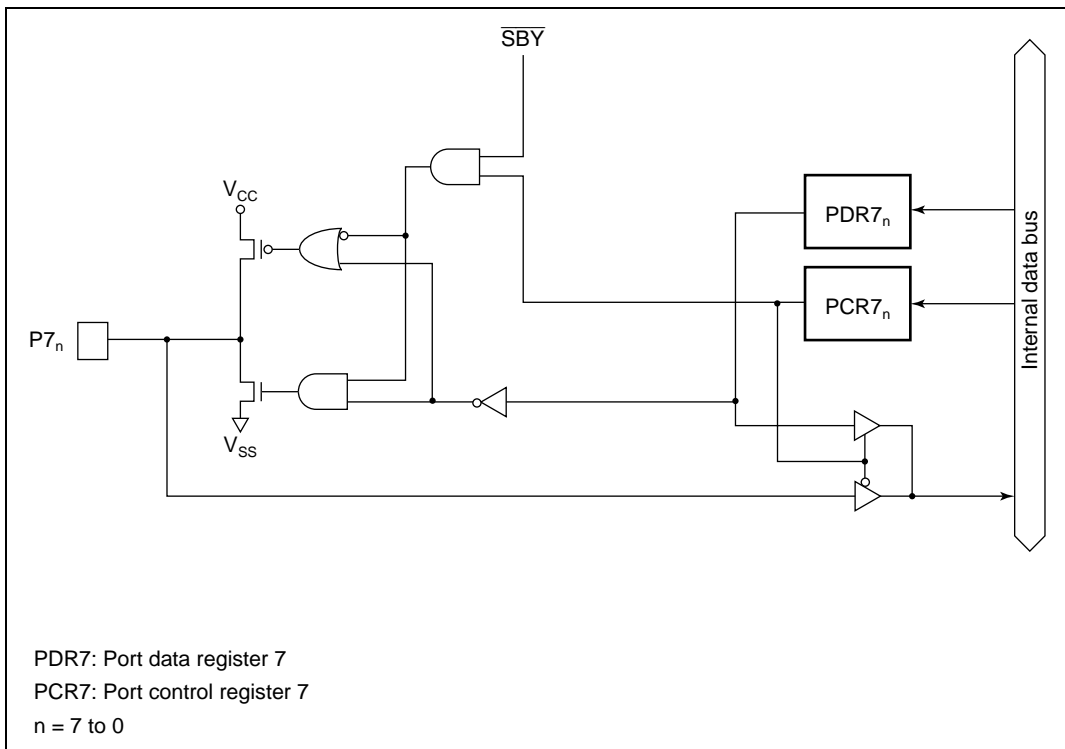 SBY
V_CC
PDR7_n
PCR7_n
Internal data bus
P7_n
V_SS
PDR7: Port data register 7
PCR7: Port control register 7
n = 7 to 0